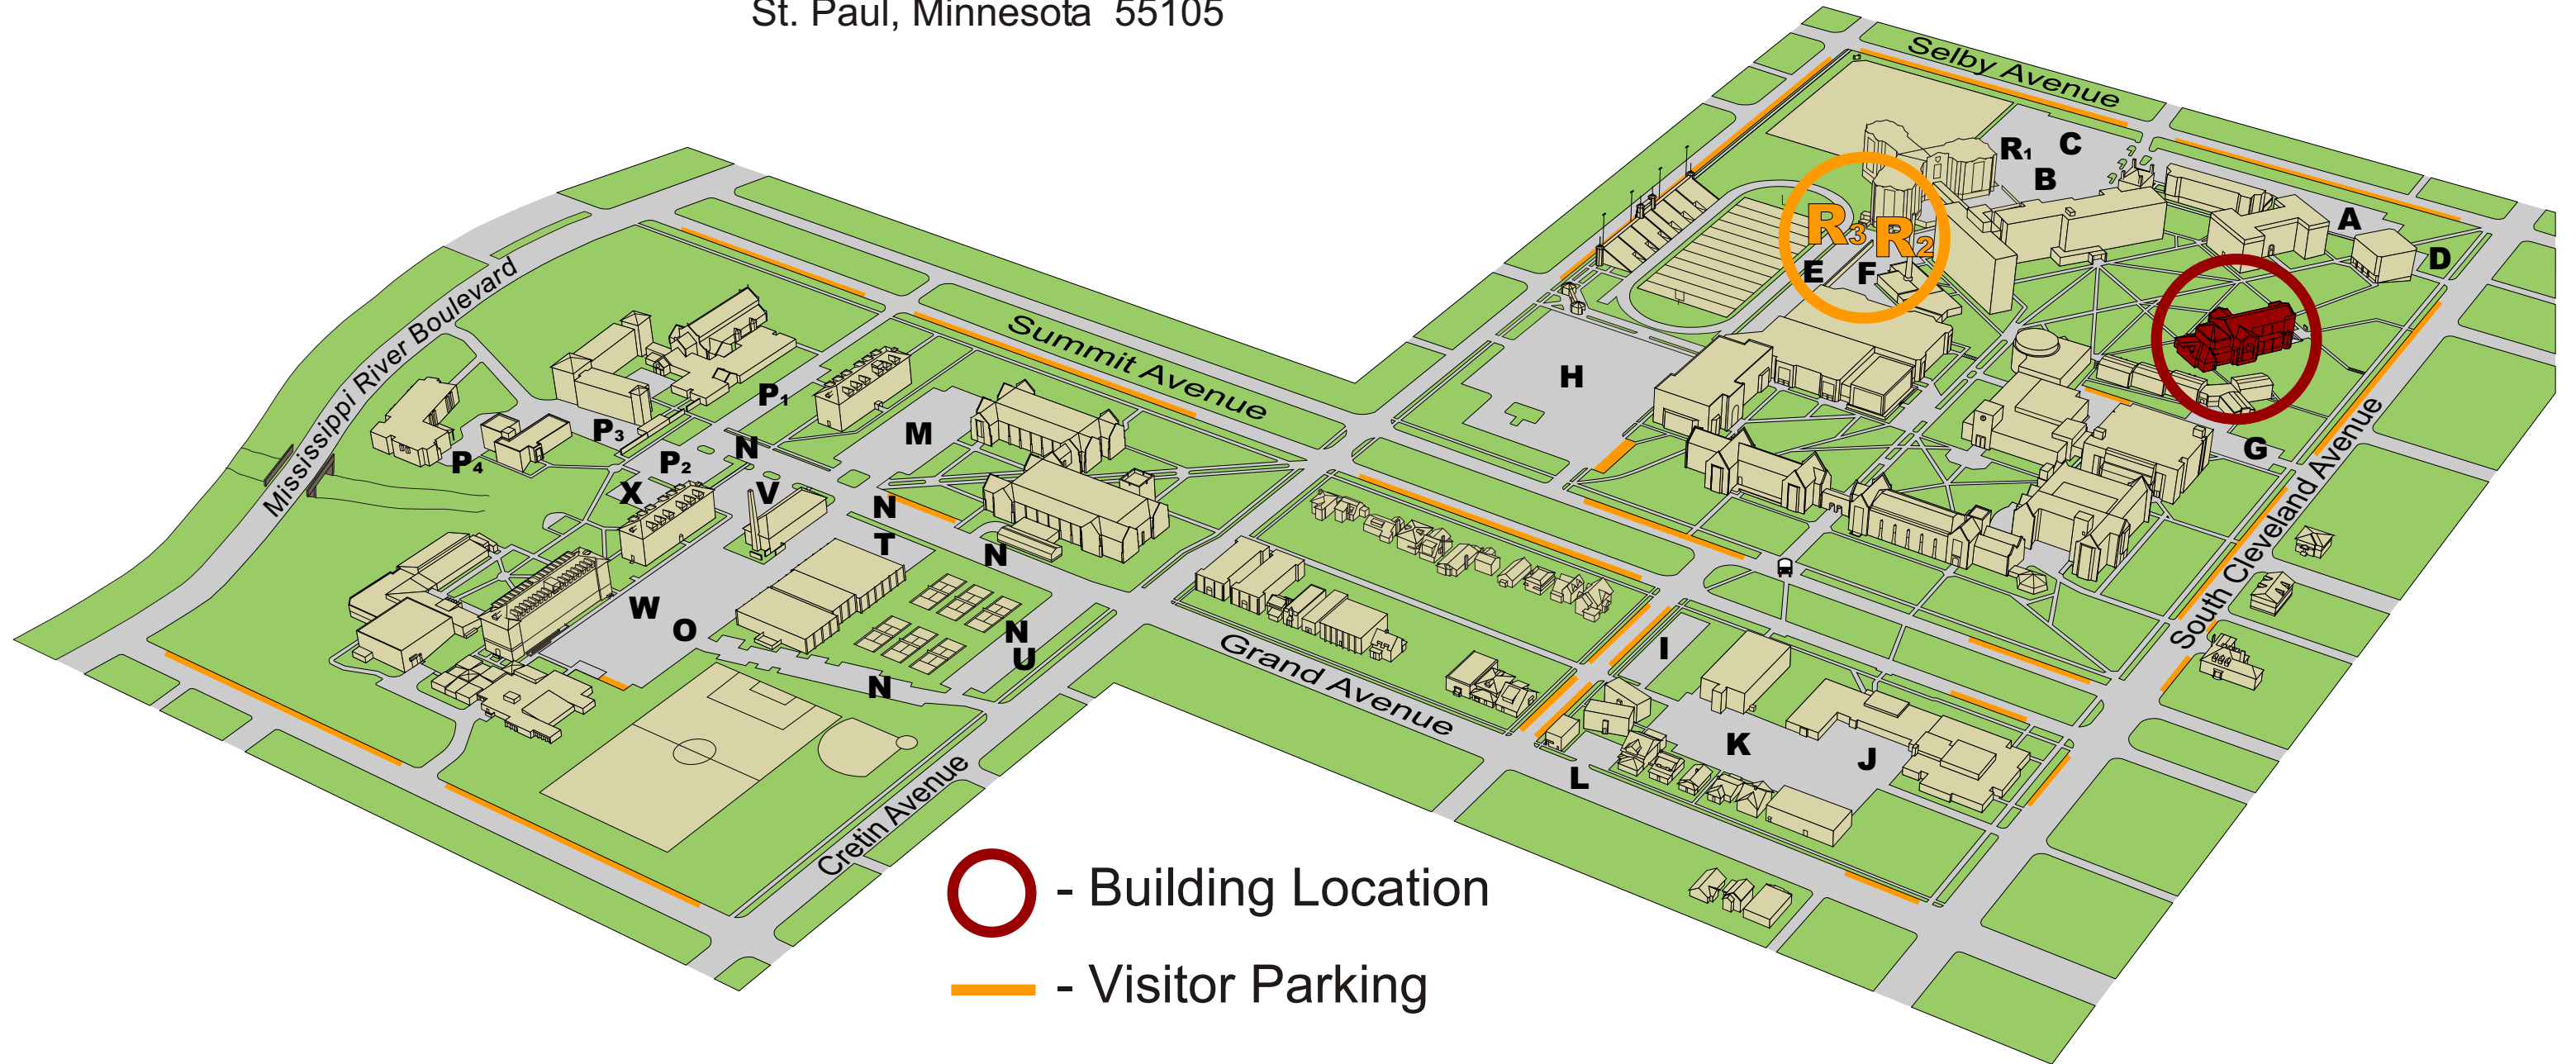 St. Paul, Minnesota 55105
Selby Avenue
R1
C
B
A
D
R3
R2
E
F
Mississippi River Boulevard
Summit Avenue
H
P1
M
P3
N
P4
P2
G
X
V
N
South Cleveland Avenue
T
N
W
O
N
U
I
Grand Avenue
N
K
J
L
Cretin Avenue
- Building Location
- Visitor Parking